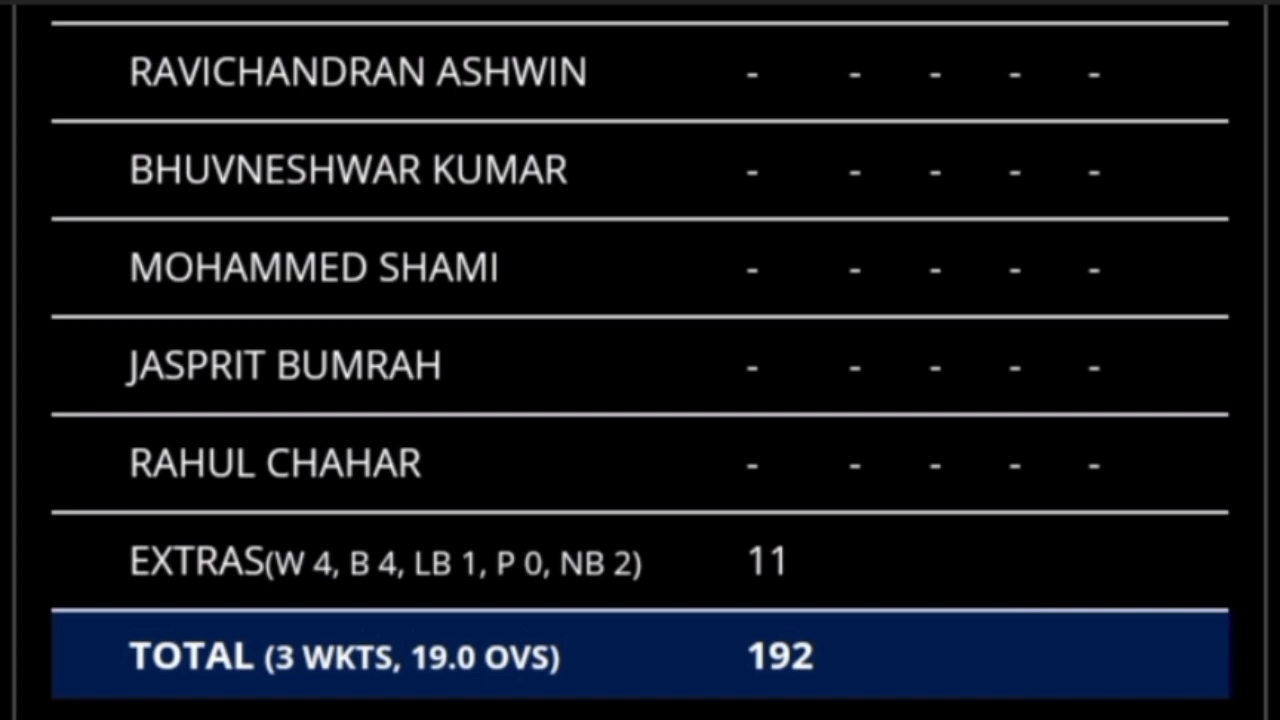 RAVICHANDRAN ASHWIN - - - - -
BHUVNESHWAR KUMAR - - - - -
MOHAMMED SHAMI - - - - -
JASPRIT BUMRAH - - - - -
RAHUL CHAHAR - - - - -
EXTRAS(W 4, B 4, LB 1, P 0, NB 2) 11
TOTAL (3 WKTS, 19.0 OVS) 192